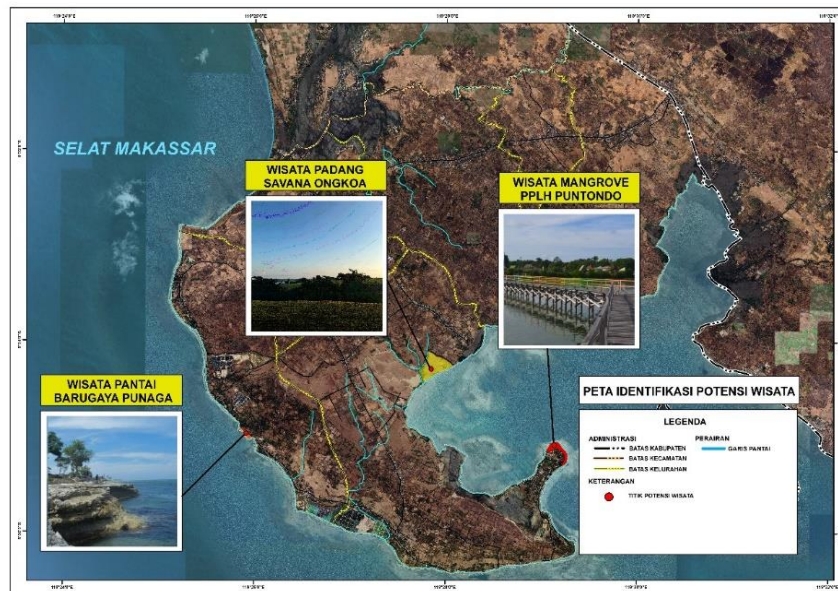 SELAT MAKASSAR
WISATA PADANG
SAVANA ONGKOA
WISATA MANGROVE
PPLH PUNTONDO
WISATA PANTAI
BARUGAYA PUNAGA
PETA IDENTIFIKASI POTENSI WISATA
LEGENDA
ADMINISTRASI
BATAS KABUPATEN
BATAS KECAMATAN
BATAS KELURAHAN
PERAIRAN
GARIS PANTAI
KETERANGAN
TITIK POTENSI WISATA